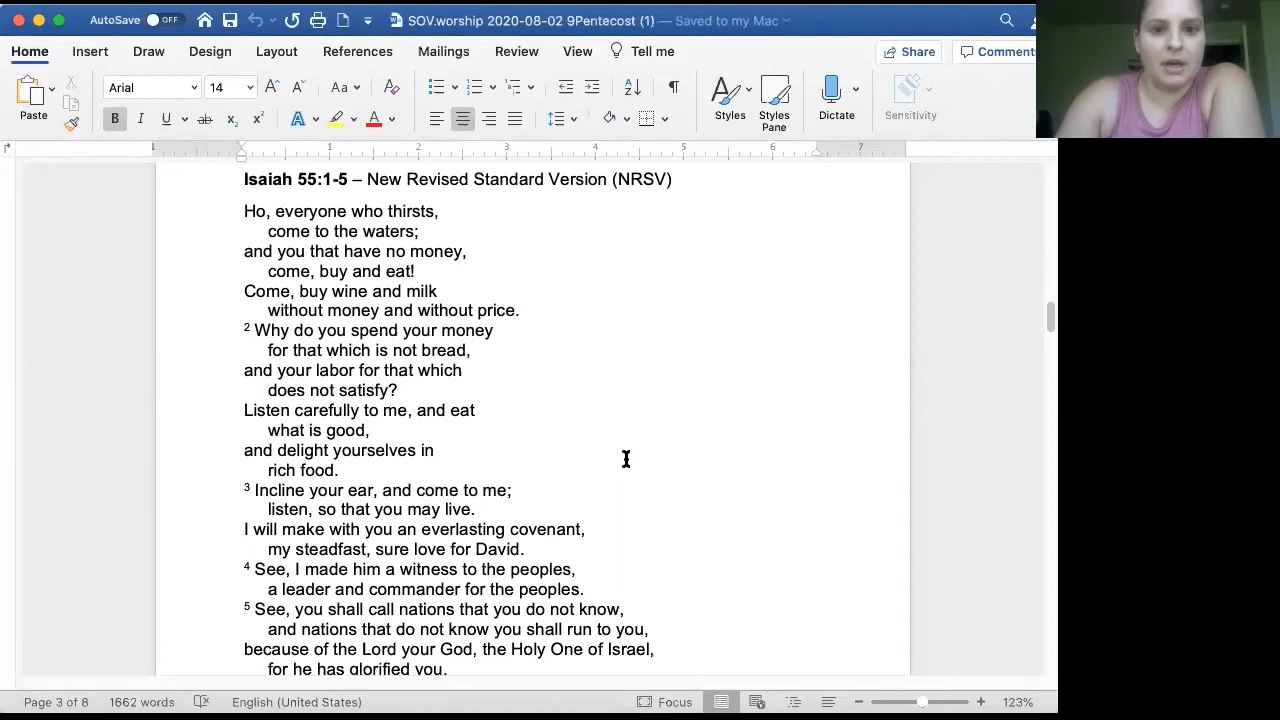 AutoSave OFF SOV.worship 2020-08-02 9Pentecost (1) — Saved to my Mac
Home Insert Draw Design Layout References Mailings Review View Tell me Share Comments
Paste Arial 14 Styles Styles Pane Dictate Sensitivity
1 1 2 3 4 5 6 7
Isaiah 55:1-5 – New Revised Standard Version (NRSV)
Ho, everyone who thirsts,
come to the waters;
and you that have no money,
come, buy and eat!
Come, buy wine and milk
without money and without price.
2 Why do you spend your money
for that which is not bread,
and your labor for that which
does not satisfy?
Listen carefully to me, and eat
what is good,
and delight yourselves in
rich food.
3 Incline your ear, and come to me;
listen, so that you may live.
I will make with you an everlasting covenant,
my steadfast, sure love for David.
4 See, I made him a witness to the peoples,
a leader and commander for the peoples.
5 See, you shall call nations that you do not know,
and nations that do not know you shall run to you,
because of the Lord your God, the Holy One of Israel,
for he has glorified you.
Page 3 of 8 1662 words English (United States) Focus 123%